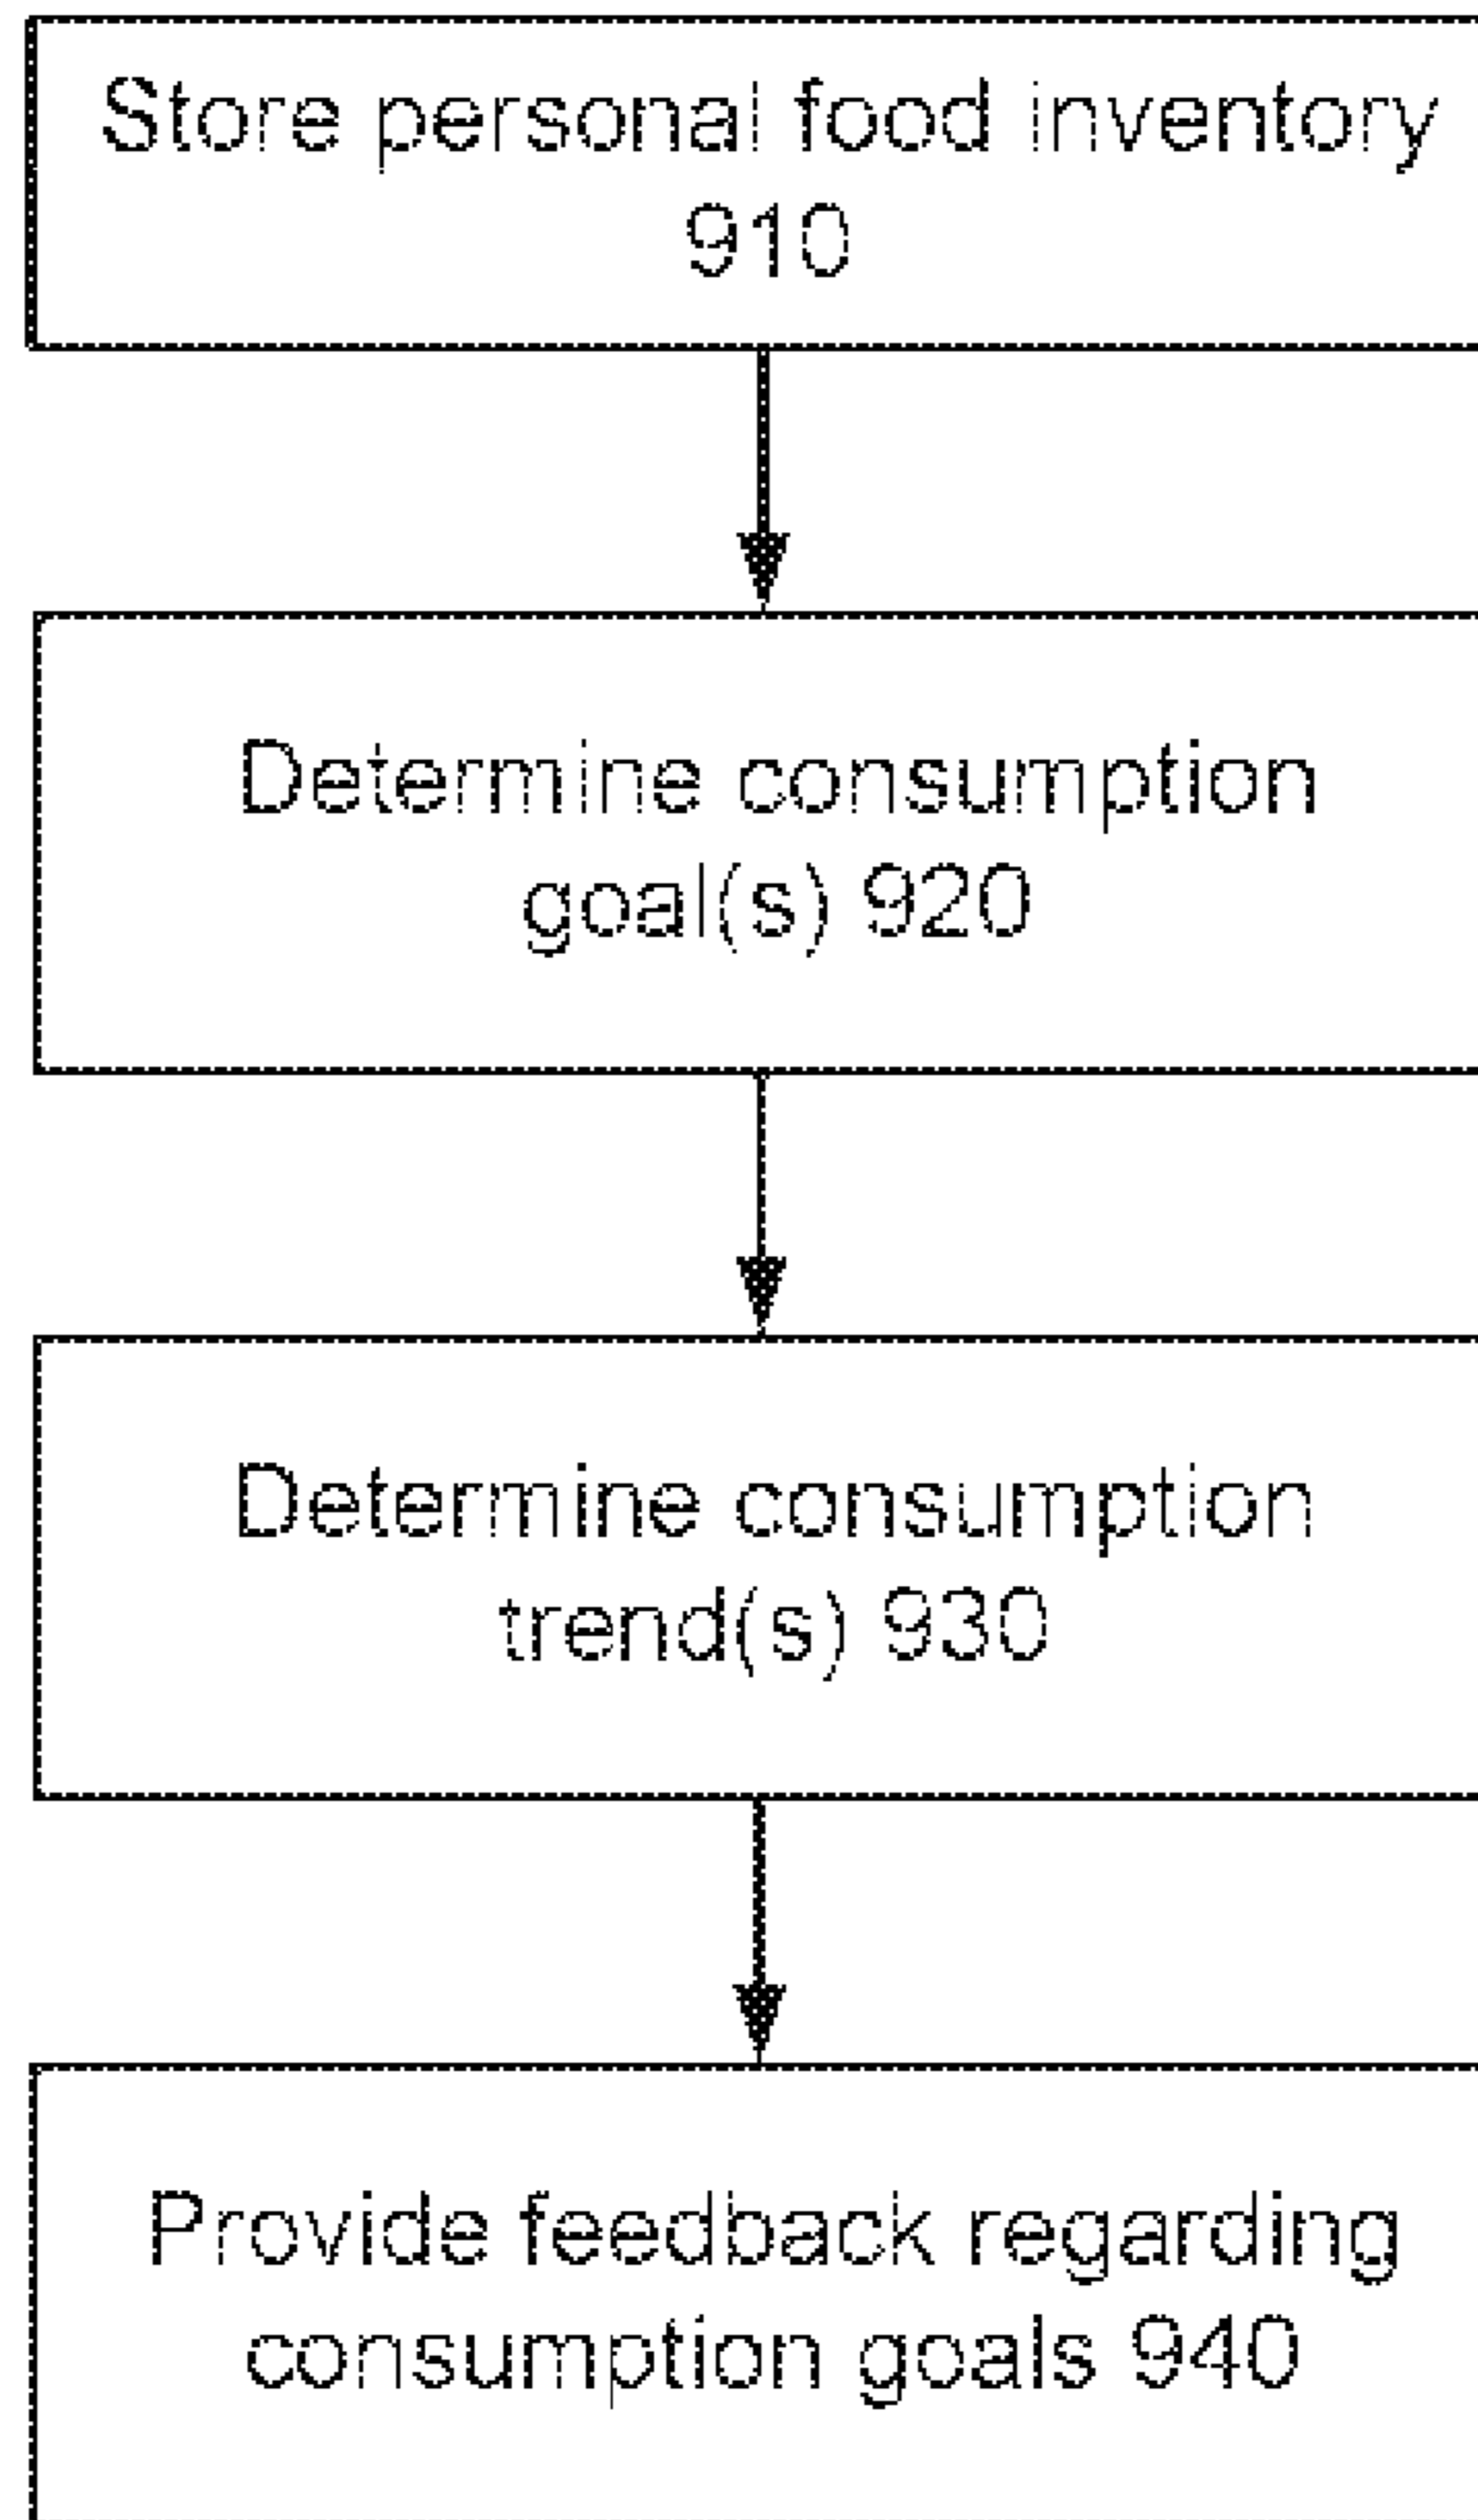 Store personal food inventory
910
Determine consumption
goal(s) 920
Determine consumption
trend(s) 930
Provide feedback regarding
consumption goals 940